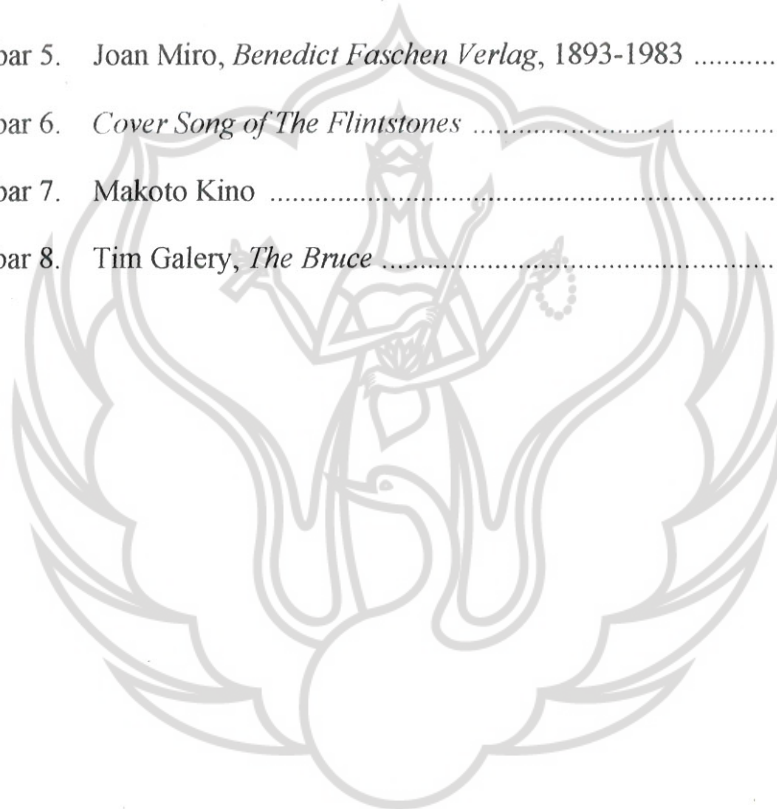 bar 5. Joan Miro, Benedict Faschen Verlag, 1893-1983 ............
bar 6. Cover Song of The Flintstones ...........................................
bar 7. Makoto Kino .......................................................................
bar 8. Tim Galery, The Bruce .......................................................